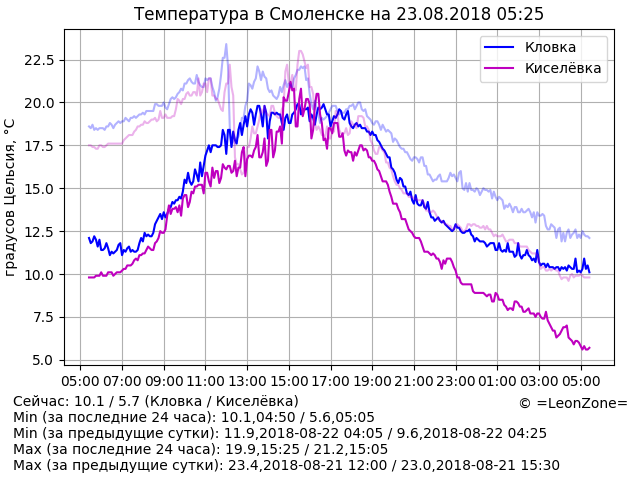 Температура в Смоленске на 23.08.2018 05:25
Кловка
Киселёвка
градусов Цельсия, °C
22.5
20.0
17.5
15.0
12.5
10.0
7.5
5.0
05:00 07:00 09:00 11:00 13:00 15:00 17:00 19:00 21:00 23:00 01:00 03:00 05:00
Сейчас: 10.1 / 5.7 (Кловка / Киселёвка)
© =LeonZone=
Min (за последние 24 часа): 10.1,04:50 / 5.6,05:05
Min (за предыдущие сутки): 11.9,2018-08-22 04:05 / 9.6,2018-08-22 04:25
Max (за последние 24 часа): 19.9,15:25 / 21.2,15:05
Max (за предыдущие сутки): 23.4,2018-08-21 12:00 / 23.0,2018-08-21 15:30